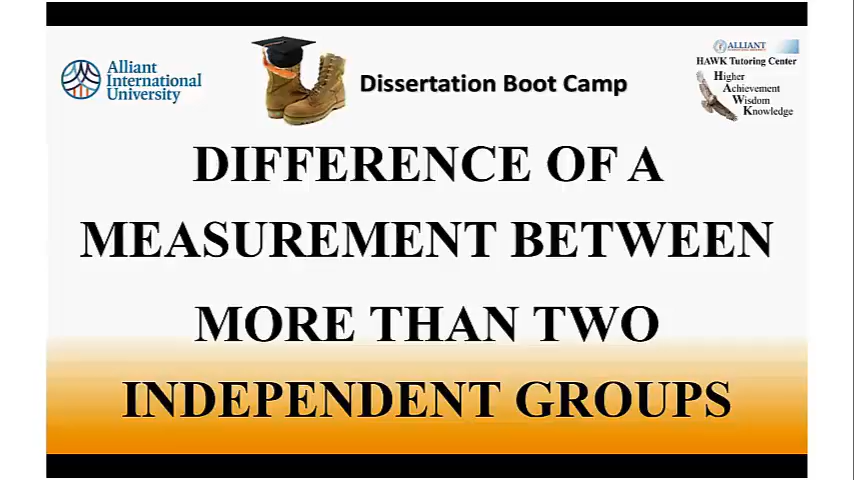 Alliant
International
University
Dissertation Boot Camp
ALLIANT
HAWK Tutoring Center
Higher
Achievement
Wisdom
Knowledge
DIFFERENCE OF A
MEASUREMENT BETWEEN
MORE THAN TWO
INDEPENDENT GROUPS